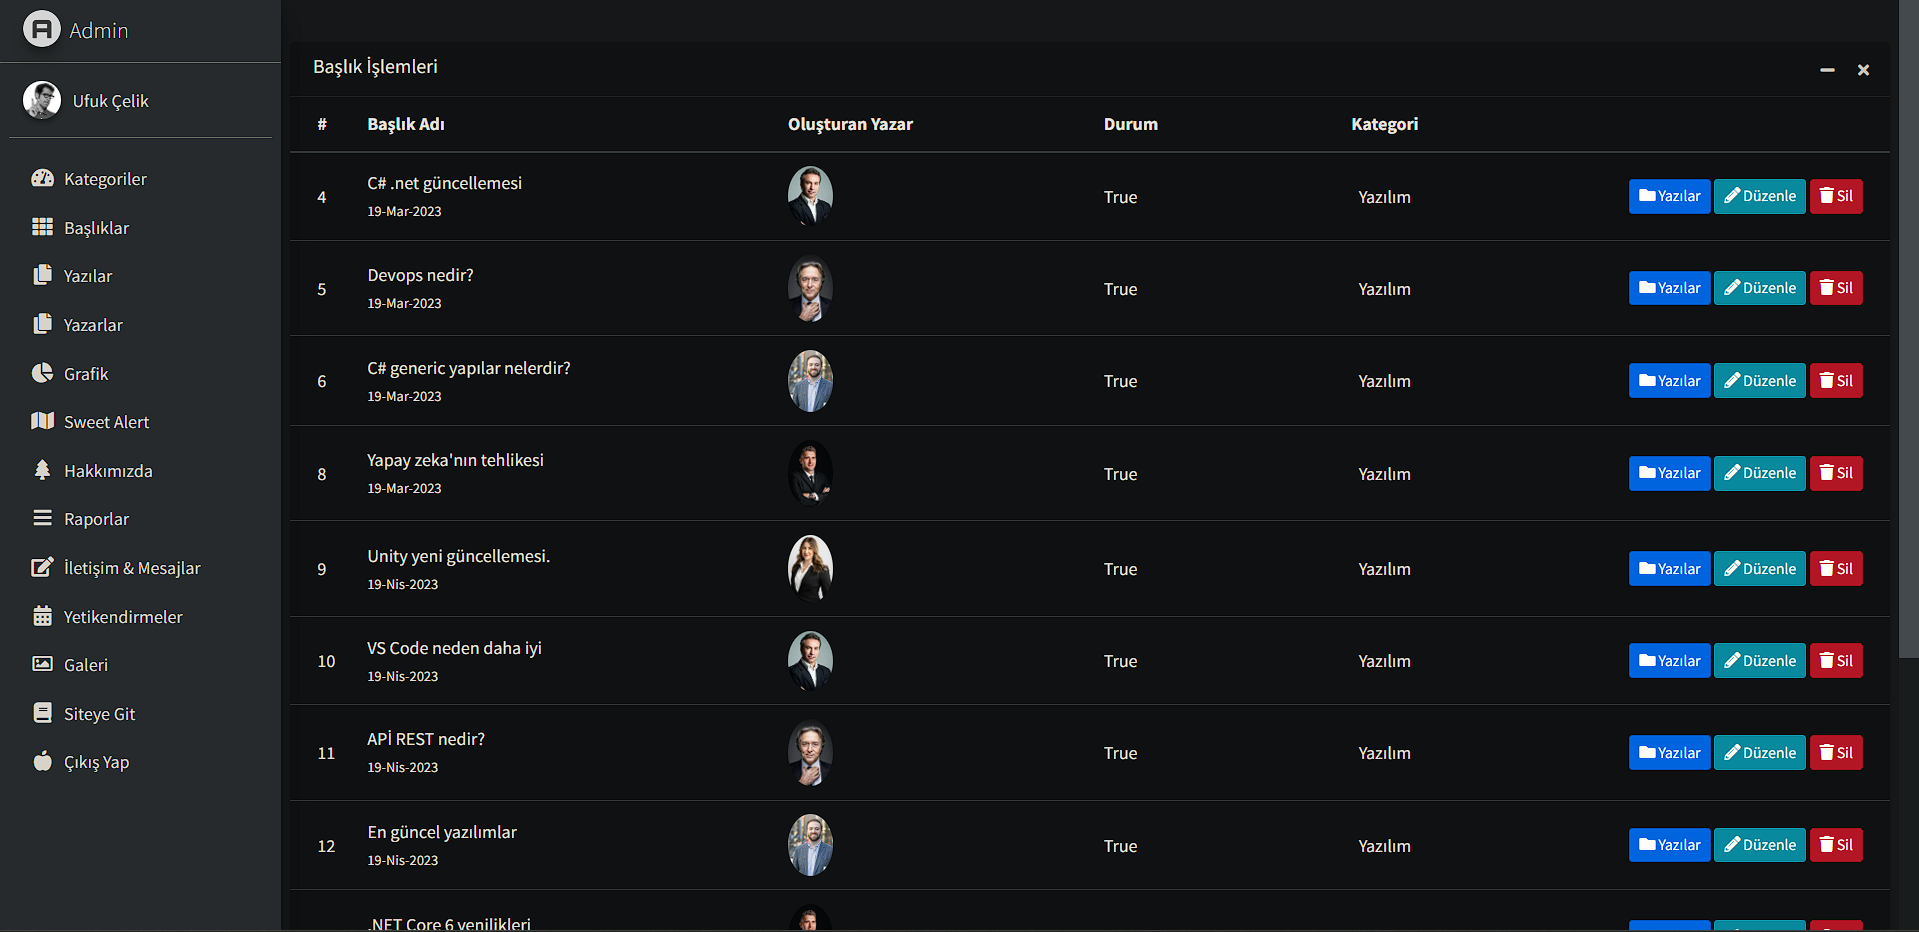 Admin
Ufuk Çelik
Kategoriler
Başlıklar
Yazılar
Yazarlar
Grafik
Sweet Alert
Hakkımızda
Raporlar
İletişim & Mesajlar
Yetikendirmeler
Galeri
Siteye Git
Çıkış Yap
Başlık İşlemleri
# Başlık Adı Oluşturan Yazar Durum Kategori
4 C# .net güncellemesi True Yazılım Yazılar Düzenle Sil
19-Mar-2023
5 Devops nedir? True Yazılım Yazılar Düzenle Sil
19-Mar-2023
6 C# generic yapılar nelerdir? True Yazılım Yazılar Düzenle Sil
19-Mar-2023
8 Yapay zeka'nın tehlikesi True Yazılım Yazılar Düzenle Sil
19-Mar-2023
9 Unity yeni güncellemesi. True Yazılım Yazılar Düzenle Sil
19-Nis-2023
10 VS Code neden daha iyi True Yazılım Yazılar Düzenle Sil
19-Nis-2023
11 APİ REST nedir? True Yazılım Yazılar Düzenle Sil
19-Nis-2023
12 En güncel yazılımlar True Yazılım Yazılar Düzenle Sil
19-Nis-2023
.NET Core 6 yenilikleri